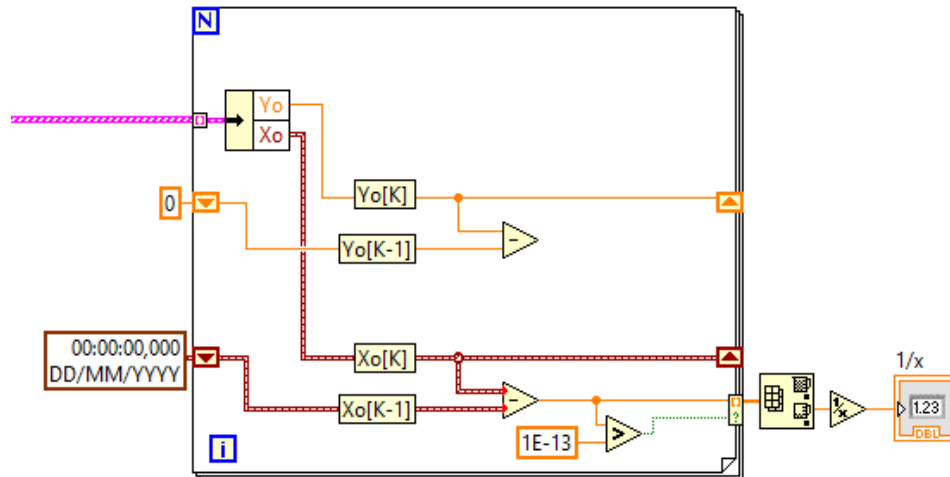 N
Yo
Xo
Yo[K]
0
Yo[K-1]
-
00:00:00,000
DD/MM/YYYY
Xo[K]
Xo[K-1]
-
1E-13
>
?
i
1/x
1/x
1.23
DBL